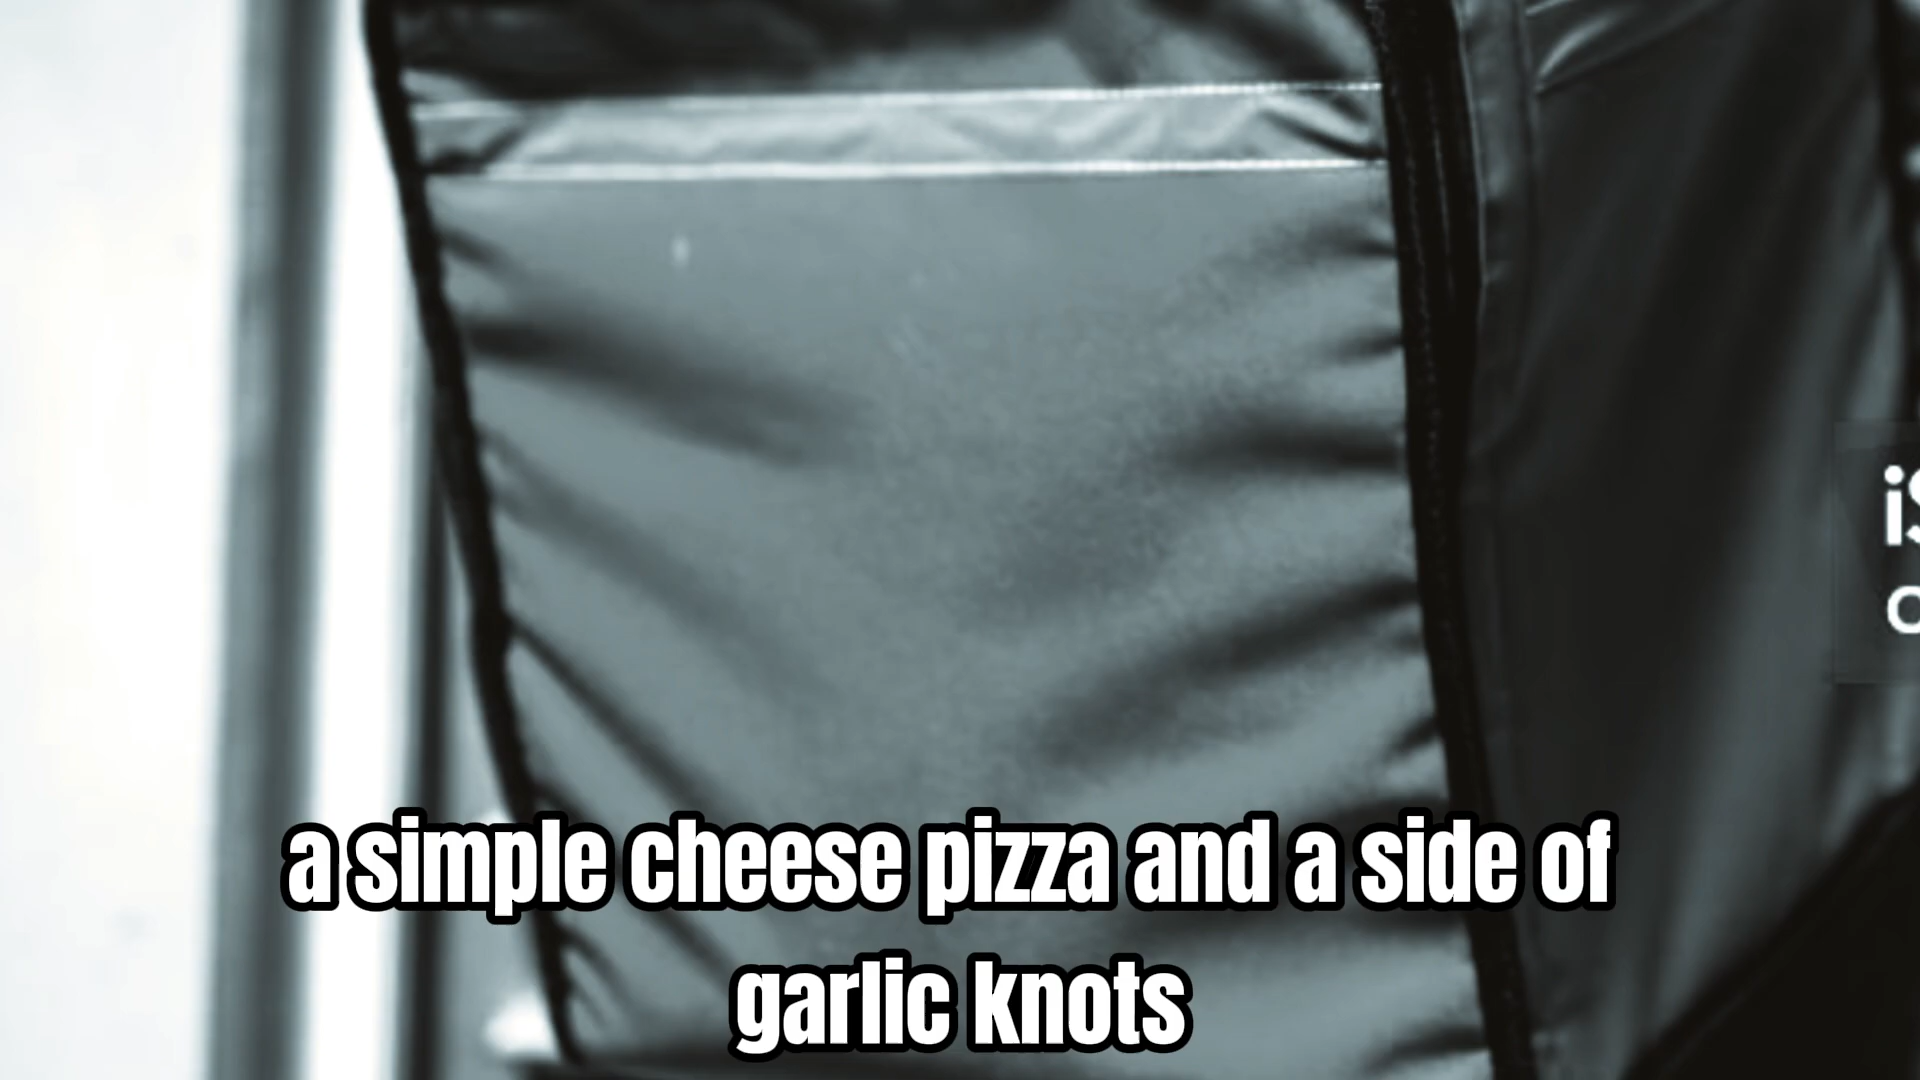 a simple cheese pizza and a side of
garlic knots